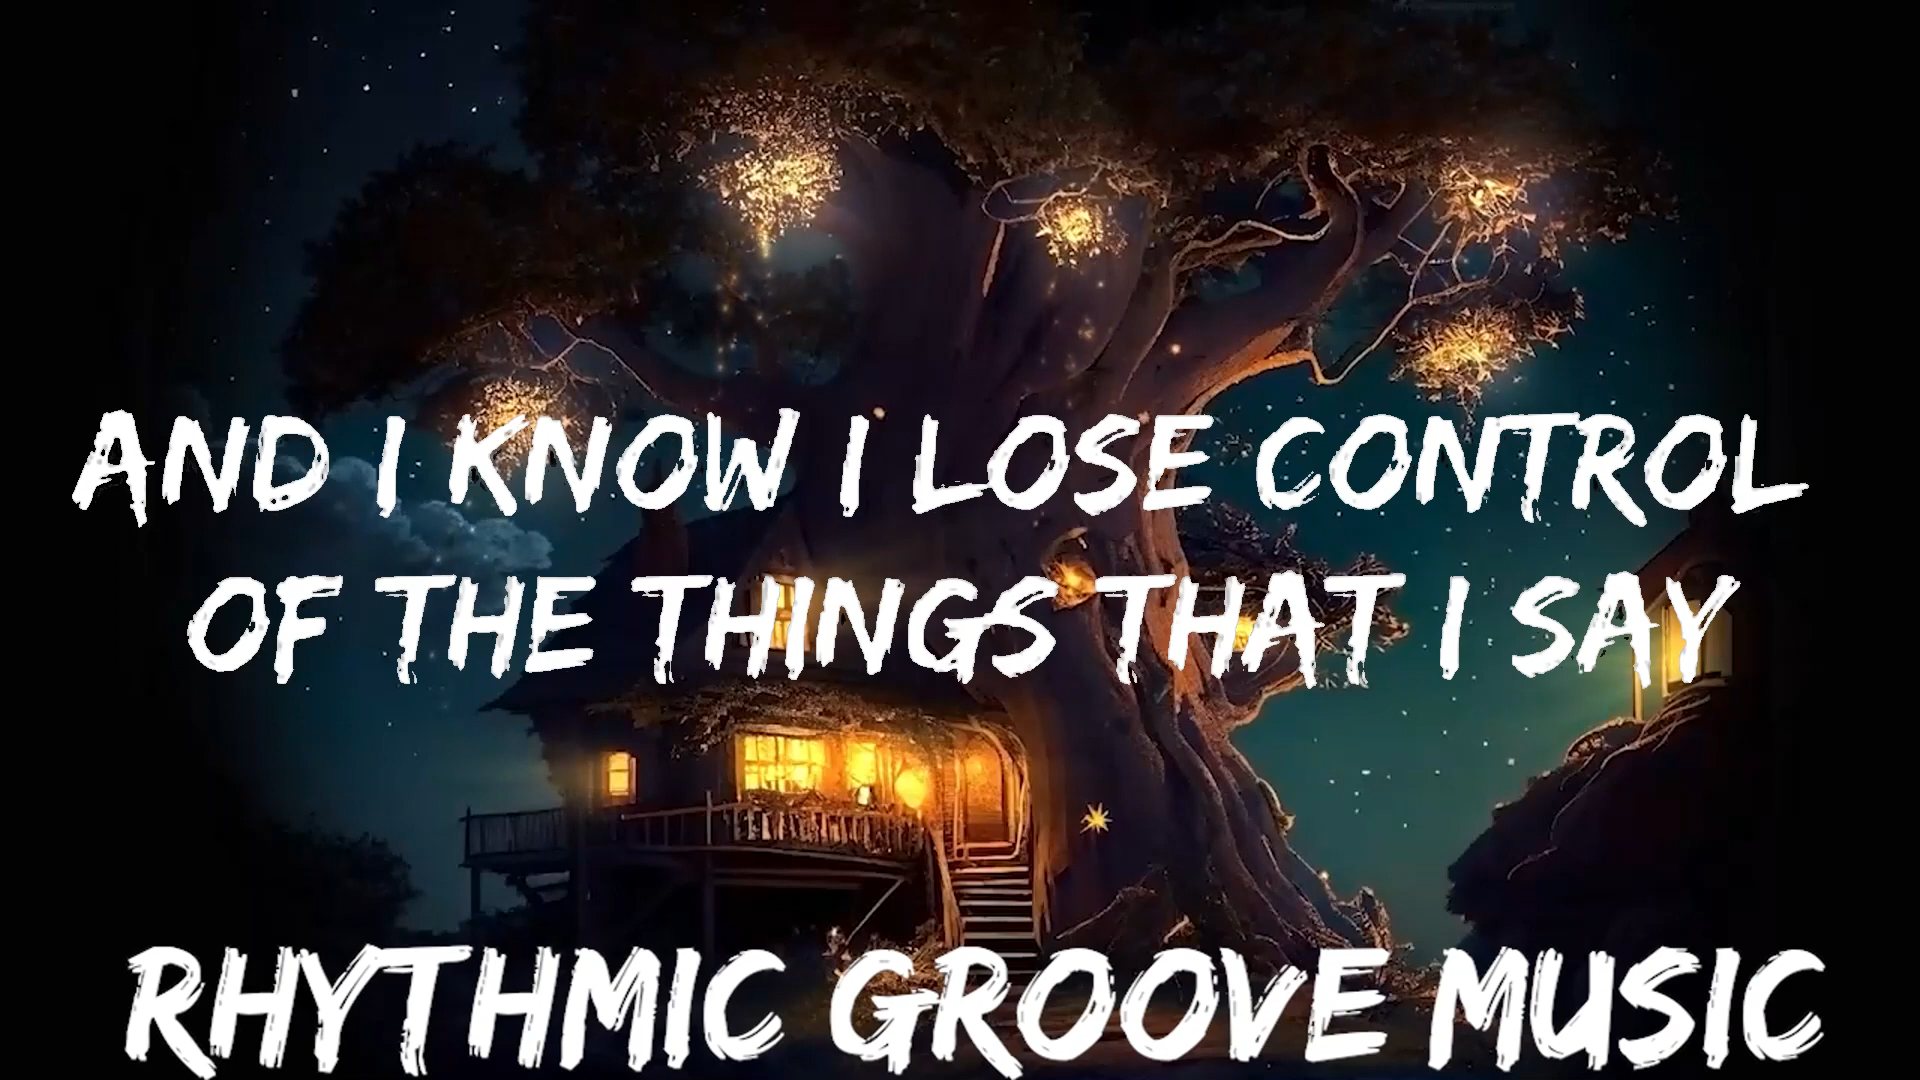 AND I KNOW I LOSE CONTROL
OF THE THINGS THAT I SAY
RHYTHMIC GROOVE MUSIC